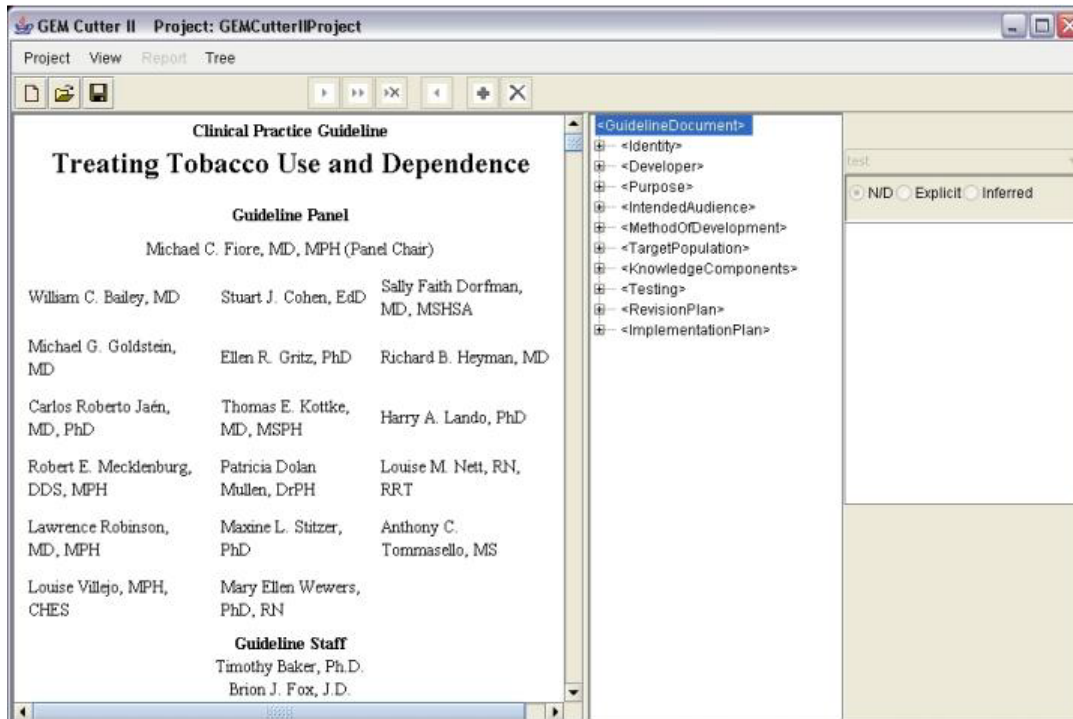 GEM Cutter II Project: GEMCutterIIProject
Project View Report Tree
Clinical Practice Guideline
Treating Tobacco Use and Dependence
Guideline Panel
Michael C. Fiore, MD, MPH (Panel Chair)
William C. Bailey, MD
Stuart J. Cohen, EdD
Sally Faith Dorfman,
MD, MSHSA
Michael G. Goldstein,
MD
Ellen R. Gritz, PhD
Richard B. Heyman, MD
Carlos Roberto Jaén,
MD, PhD
Thomas E. Kottke,
MD, MSPH
Harry A. Lando, PhD
Robert E. Mecklenburg,
DDS, MPH
Patricia Dolan
Mullen, DrPH
Louise M. Nett, RN,
RRT
Lawrence Robinson,
MD, MPH
Maxine L. Stitzer,
PhD
Anthony C.
Tommasello, MS
Louise Villejo, MPH,
CHES
Mary Ellen Wewers,
PhD, RN
Guideline Staff
Timothy Baker, Ph.D.
Brion J. Fox, J.D.
<GuidelineDocument>
<Identity>
<Developer>
<Purpose>
<IntendedAudience>
<MethodOfDevelopment>
<TargetPopulation>
<KnowledgeComponents>
<Testing>
<RevisionPlan>
<ImplementationPlan>
test
N/D Explicit Inferred